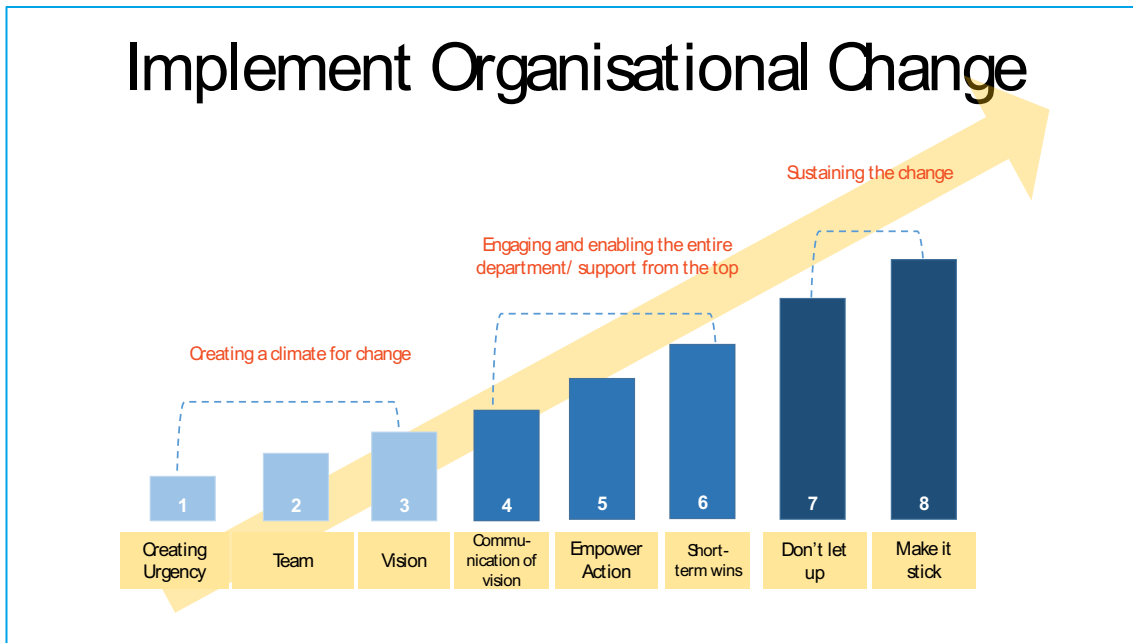 Implement Organisational Change
Sustaining the change
Engaging and enabling the entire
department/ support from the top
Creating a climate for change
1
2
3
4
5
6
7
8
Creating
Urgency
Team
Vision
Commu-
nication of
vision
Empower
Action
Short-
term wins
Don't let
up
Make it
stick